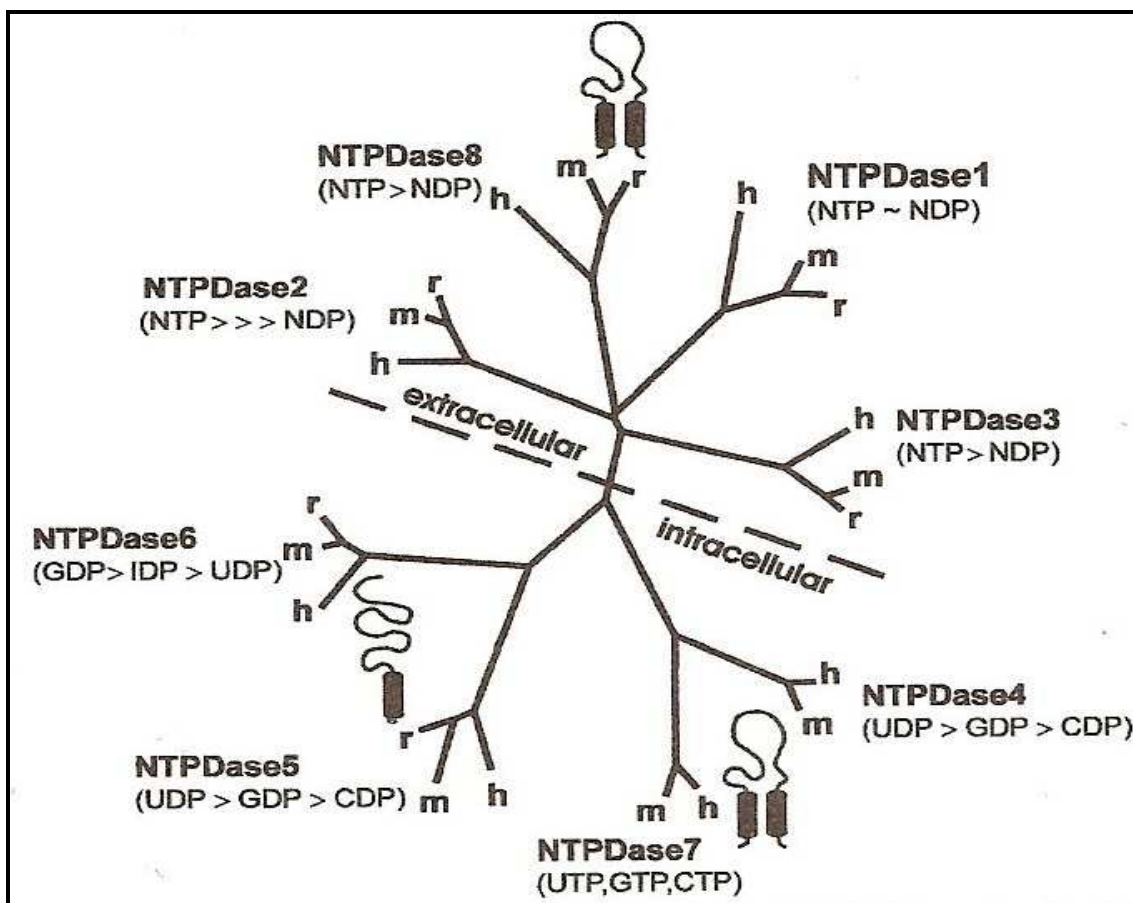 m
r
NTPDase8
(NTP > NDP)
h
h
NTPDase1
(NTP ~ NDP)
m
r
NTPDase2
(NTP > > > NDP)
r
m
h
extracellular
NTPDase3
(NTP > NDP)
h
m
r
intracellular
NTPDase6
(GDP > IDP > UDP)
r
m
h
NTPDase4
(UDP > GDP > CDP)
h
m
NTPDase5
(UDP > GDP > CDP)
r
m
h
m
h
NTPDase7
(UTP,GTP,CTP)